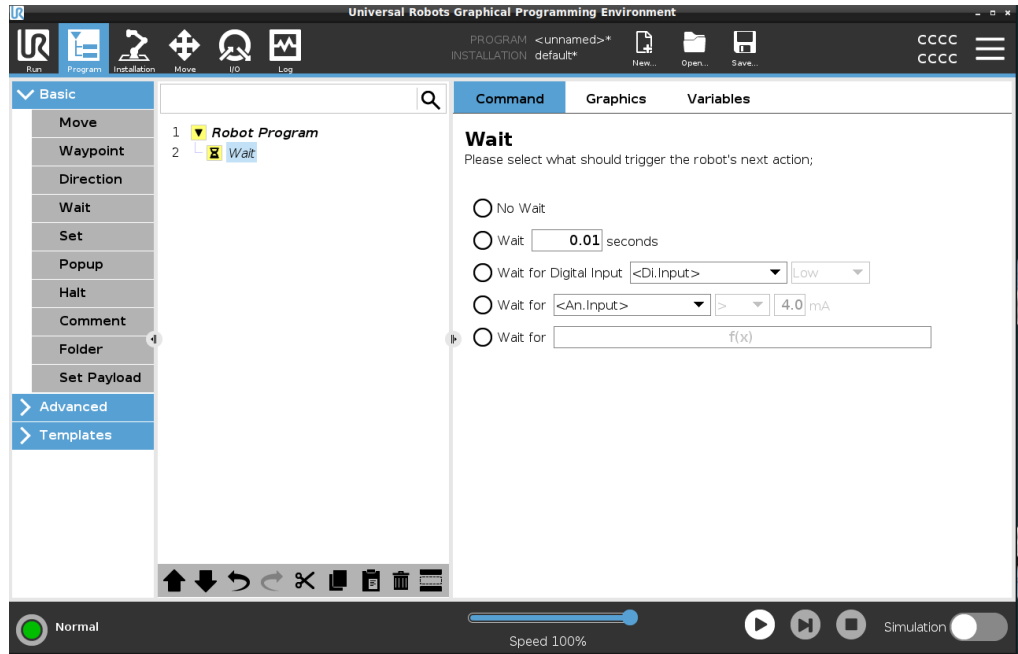 Universal Robots Graphical Programming Environment
UR
Run
Program
Installation
Move
I/O
Log
PROGRAM <unnamed>*
INSTALLATION default*
New...
Open...
Save...
CCCC
CCCC
Basic
Move
Waypoint
Direction
Wait
Set
Popup
Halt
Comment
Folder
Set Payload
Advanced
Templates
1 Robot Program
2 Wait
Command Graphics Variables
Wait
Please select what should trigger the robot's next action;
No Wait
Wait 0.01 seconds
Wait for Digital Input <Di.Input> Low
Wait for <An.Input> > 4.0 mA
Wait for f(x)
Normal
Speed 100%
Simulation